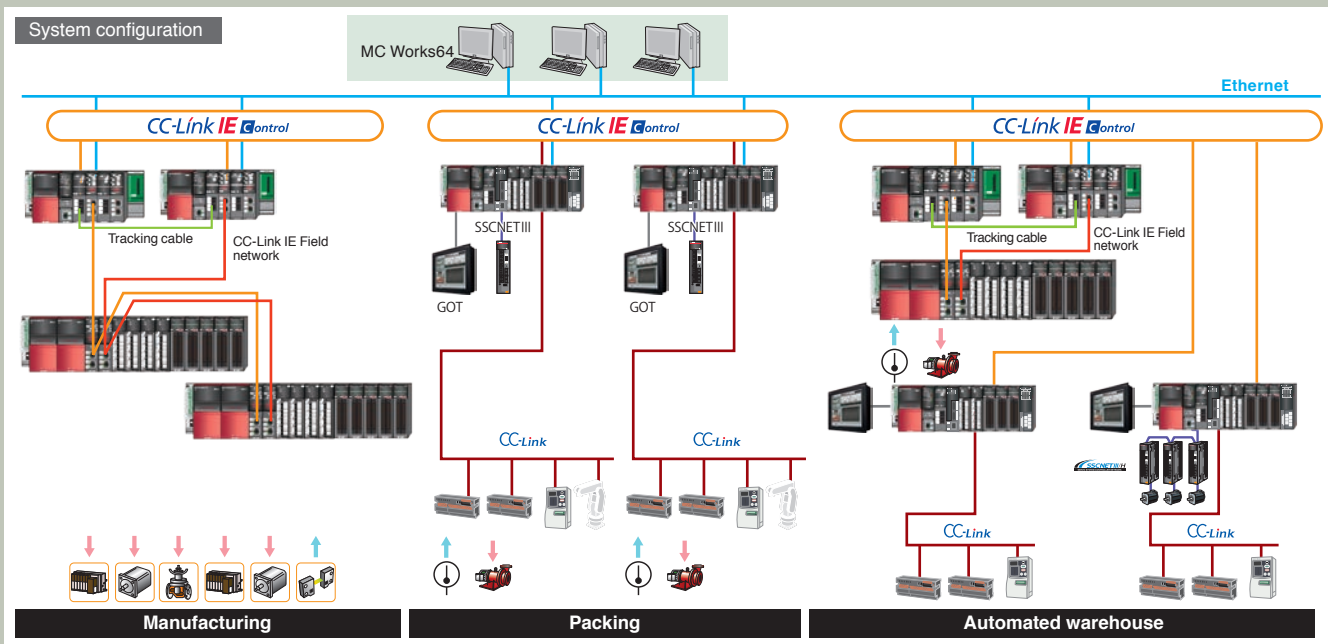 System configuration
MC Works64
Ethernet
CC-Link IE Control
CC-Link IE Control
CC-Link IE Control
Tracking cable
CC-Link IE Field
network
SSCNETIII
GOT
SSCNETIII
GOT
Tracking cable
CC-Link IE Field
network
CC-Link
CC-Link
SSCNETIII/H
CC-Link
CC-Link
Manufacturing
Packing
Automated warehouse